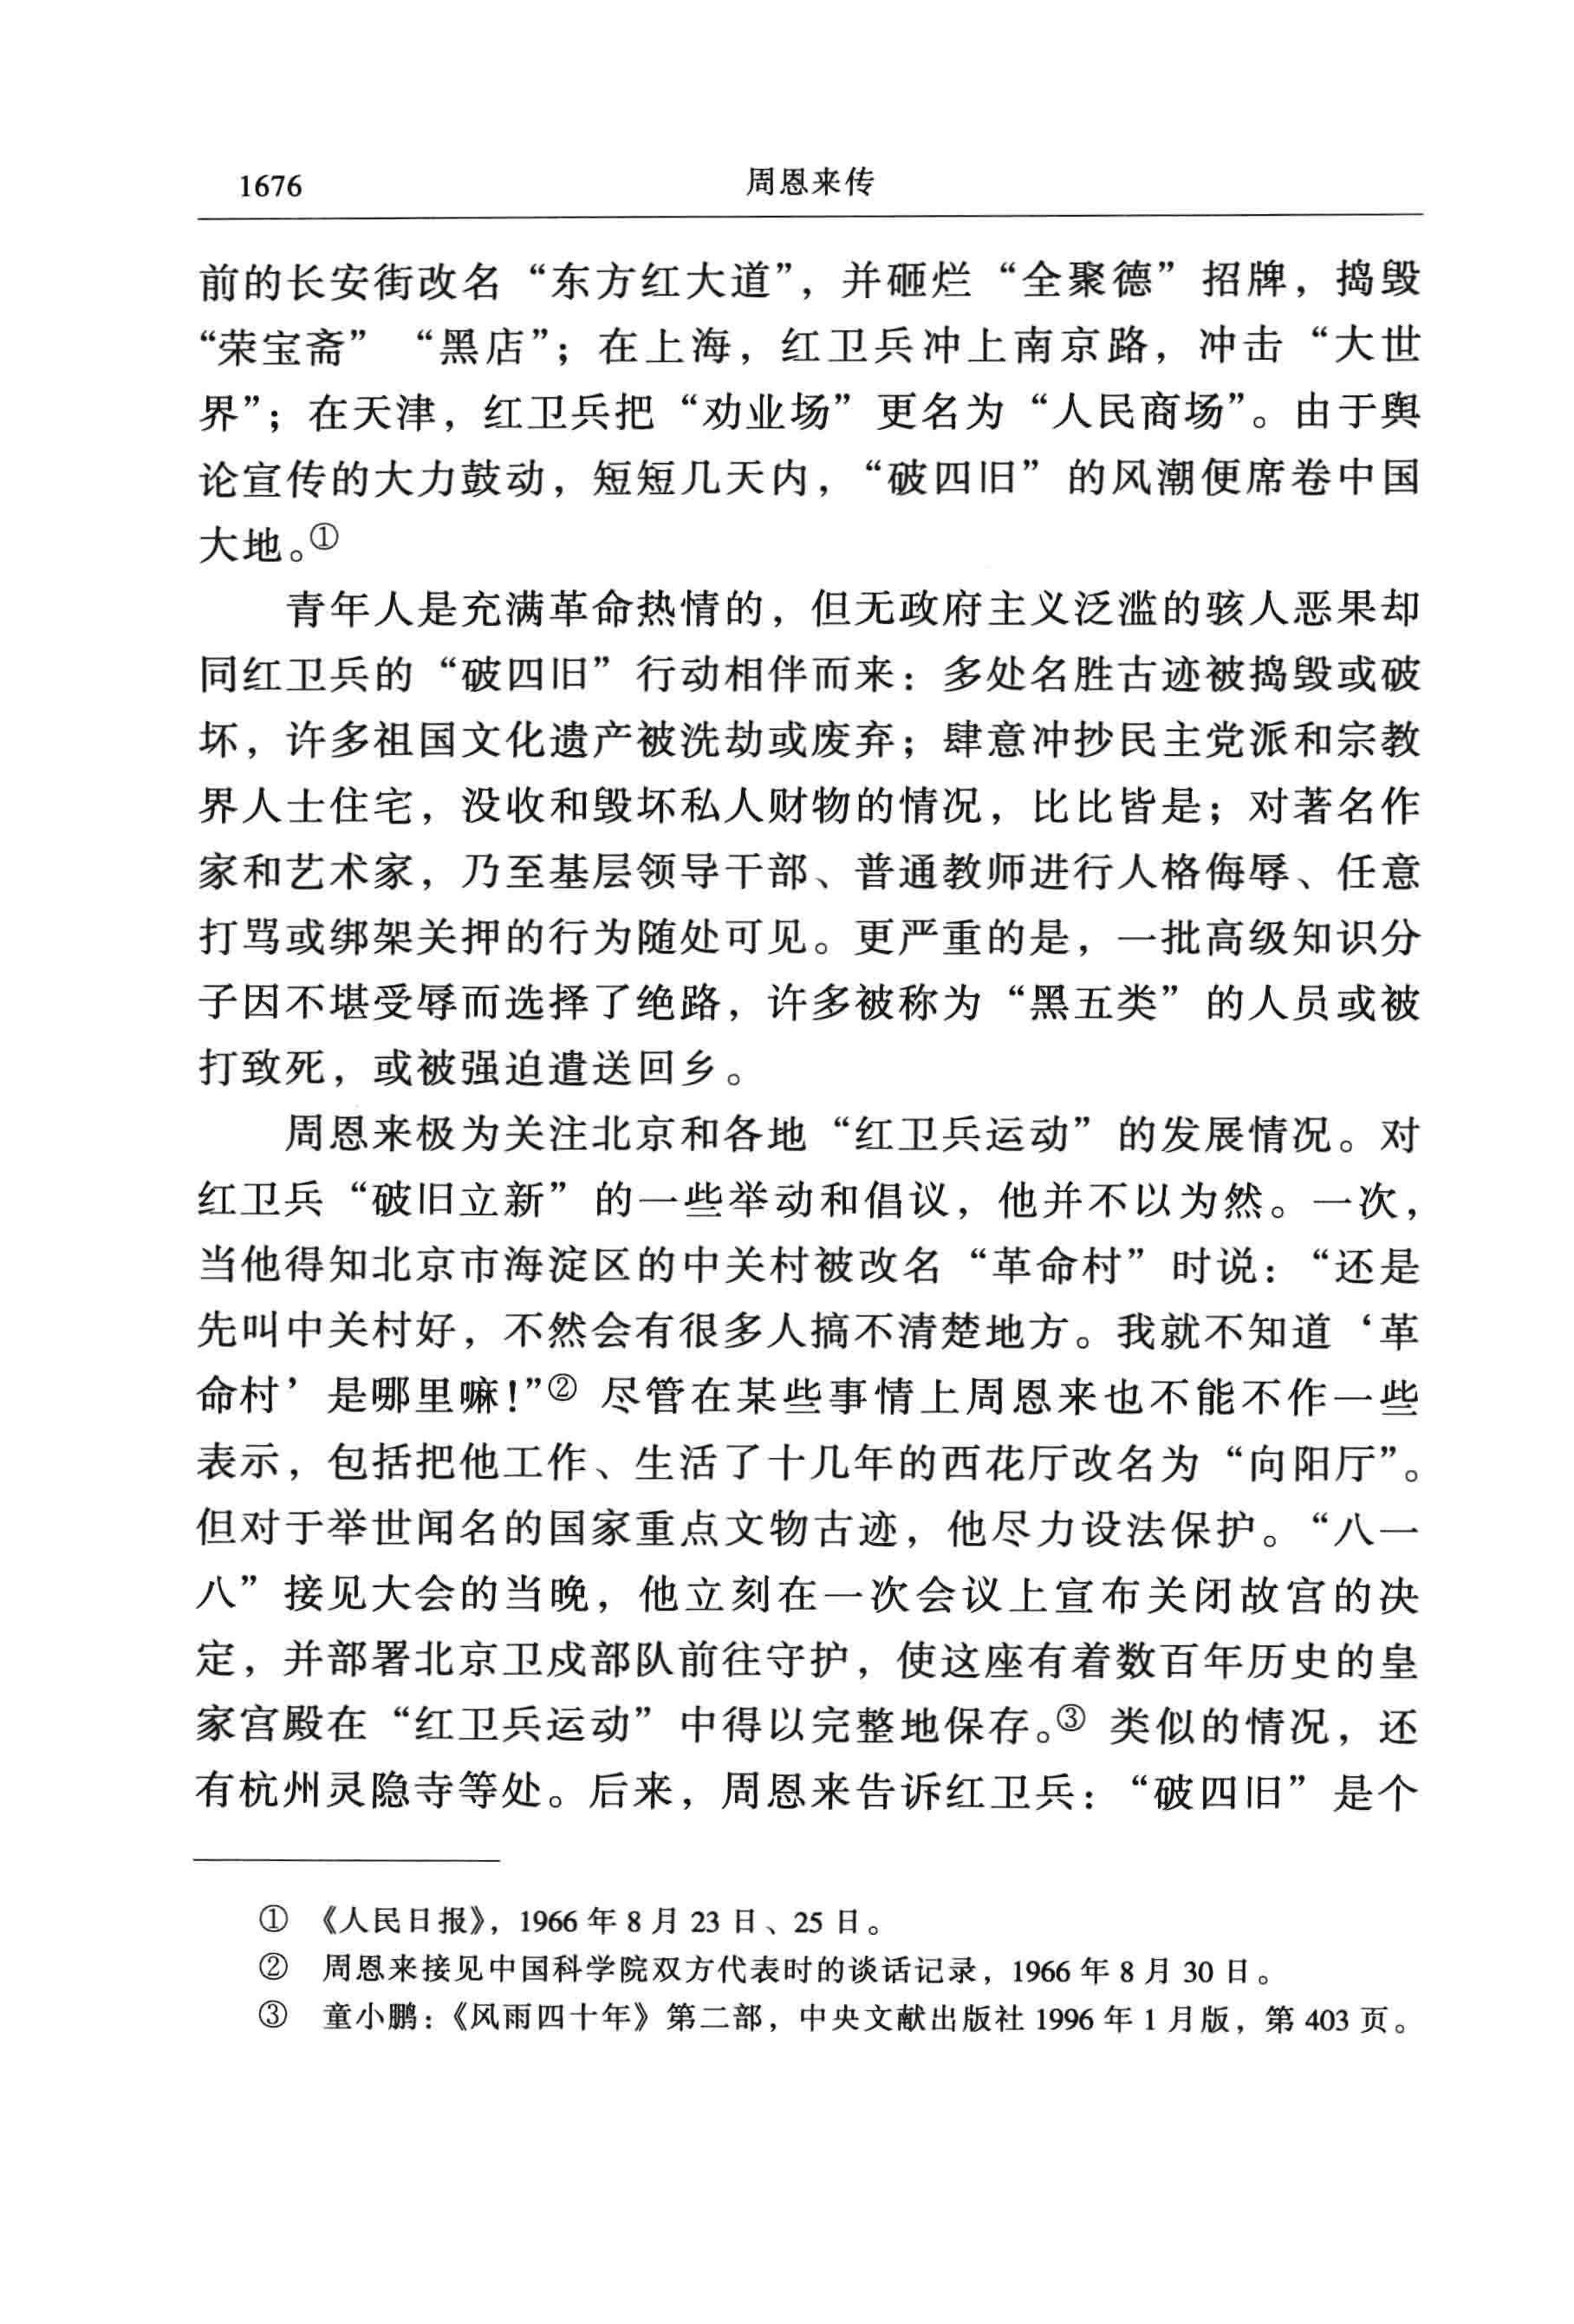 1676
周恩来传
前的长安街改名“东方红大道”，并砸烂“全聚德”招牌，捣毁
“荣宝斋”“黑店”；在上海，红卫兵冲上南京路，冲击“大世
界”；在天津，红卫兵把“劝业场”更名为“人民商场”。由于舆
论宣传的大力鼓动，短短几天内，“破四旧”的风潮便席卷中国
大地。①
青年人是充满革命热情的，但无政府主义泛滥的骇人恶果却
同红卫兵的“破四旧”行动相伴而来：多处名胜古迹被捣毁或破
坏，许多祖国文化遗产被洗劫或废弃；肆意冲抄民主党派和宗教
界人士住宅，没收和毁坏私人财物的情况，比比皆是；对著名作
家和艺术家，乃至基层领导干部、普通教师进行人格侮辱、任意
打骂或绑架关押的行为随处可见。更严重的是，一批高级知识分
子因不堪受辱而选择了绝路，许多被称为“黑五类”的人员或被
打致死，或被强迫遣送回乡。
周恩来极为关注北京和各地“红卫兵运动”的发展情况。对
红卫兵“破旧立新”的一些举动和倡议，他并不以为然。一次，
当他得知北京市海淀区的中关村被改名“革命村”时说：“还是
先叫中关村好，不然会有很多人搞不清楚地方。我就不知道‘革
命村’是哪里嘛！”② 尽管在某些事情上周恩来也不能不作一些
表示，包括把他工作、生活了十几年的西花厅改名为“向阳厅”。
但对于举世闻名的国家重点文物古迹，他尽力设法保护。“八一
八”接见大会的当晚，他立刻在一次会议上宣布关闭故宫的决
定，并部署北京卫戍部队前往守护，使这座有着数百年历史的皇
家宫殿在“红卫兵运动”中得以完整地保存。③ 类似的情况，还
有杭州灵隐寺等处。后来，周恩来告诉红卫兵：“破四旧”是个
① 《人民日报》，1966 年 8 月 23 日、25 日。
② 周恩来接见中国科学院双方代表时的谈话记录，1966 年 8 月 30 日。
③ 童小鹏：《风雨四十年》第二部，中央文献出版社 1996 年 1 月版，第 403 页。